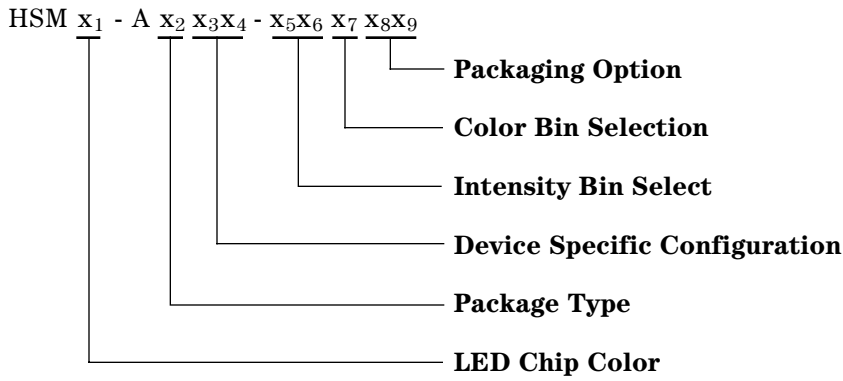 HSM x₁ - A x₂ x₃x₄ - x₅x₆ x₇ x₈x₉
Packaging Option
Color Bin Selection
Intensity Bin Select
Device Specific Configuration
Package Type
LED Chip Color